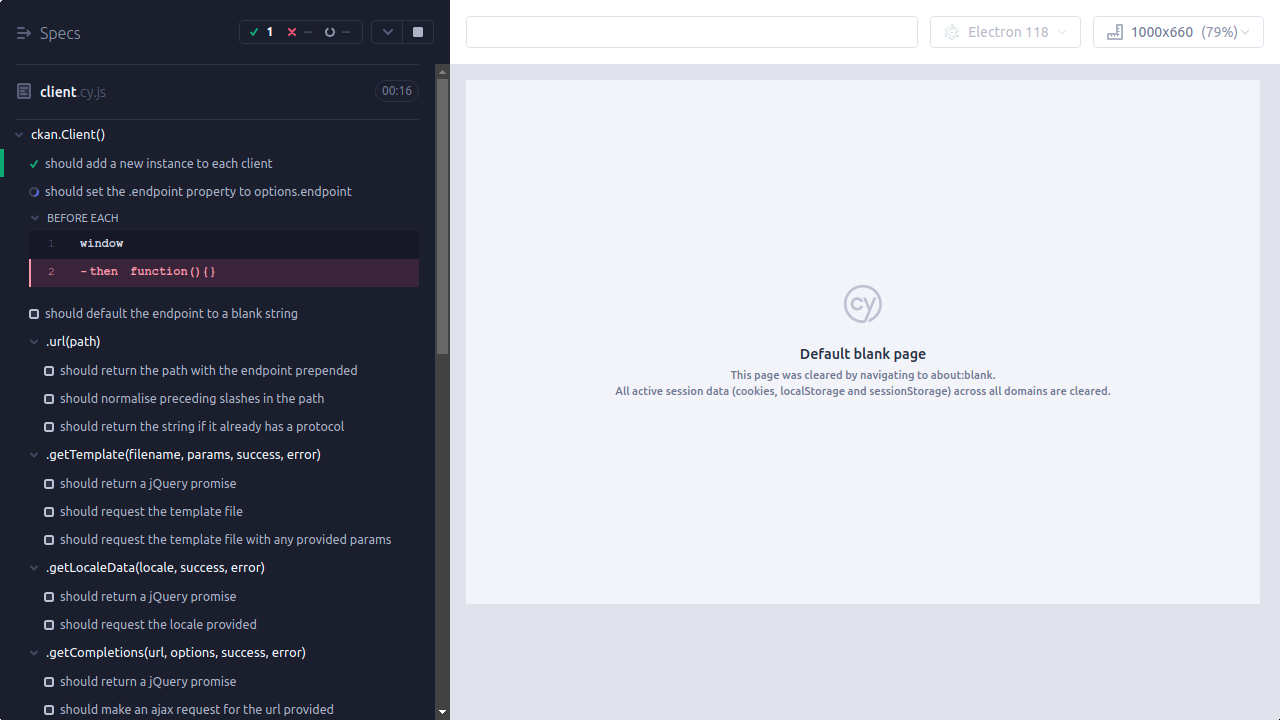 Specs
1
--
--
Electron 118
1000x660 (79%)
client.cy.js
00:16
ckan.Client()
should add a new instance to each client
should set the .endpoint property to options.endpoint
BEFORE EACH
1 window
2 -then function(){}
should default the endpoint to a blank string
.url(path)
should return the path with the endpoint prepended
should normalise preceding slashes in the path
should return the string if it already has a protocol
.getTemplate(filename, params, success, error)
should return a jQuery promise
should request the template file
should request the template file with any provided params
.getLocaleData(locale, success, error)
should return a jQuery promise
should request the locale provided
.getCompletions(url, options, success, error)
should return a jQuery promise
should make an ajax request for the url provided
cy
Default blank page
This page was cleared by navigating to about:blank.
All active session data (cookies, localStorage and sessionStorage) across all domains are cleared.